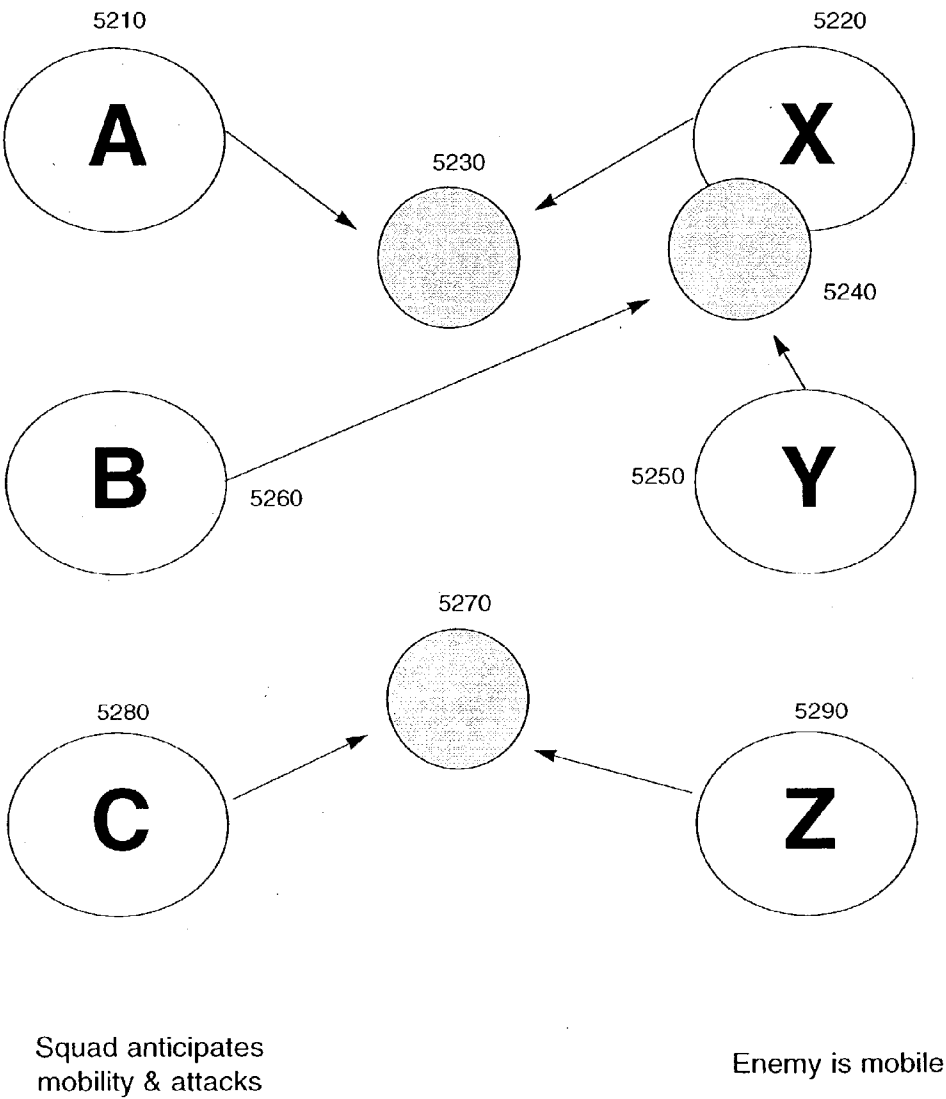 5210
5220
A
X
5230
5240
B
Y
5250
5260
5270
5280
5290
C
Z
Squad anticipates
mobility & attacks
Enemy is mobile